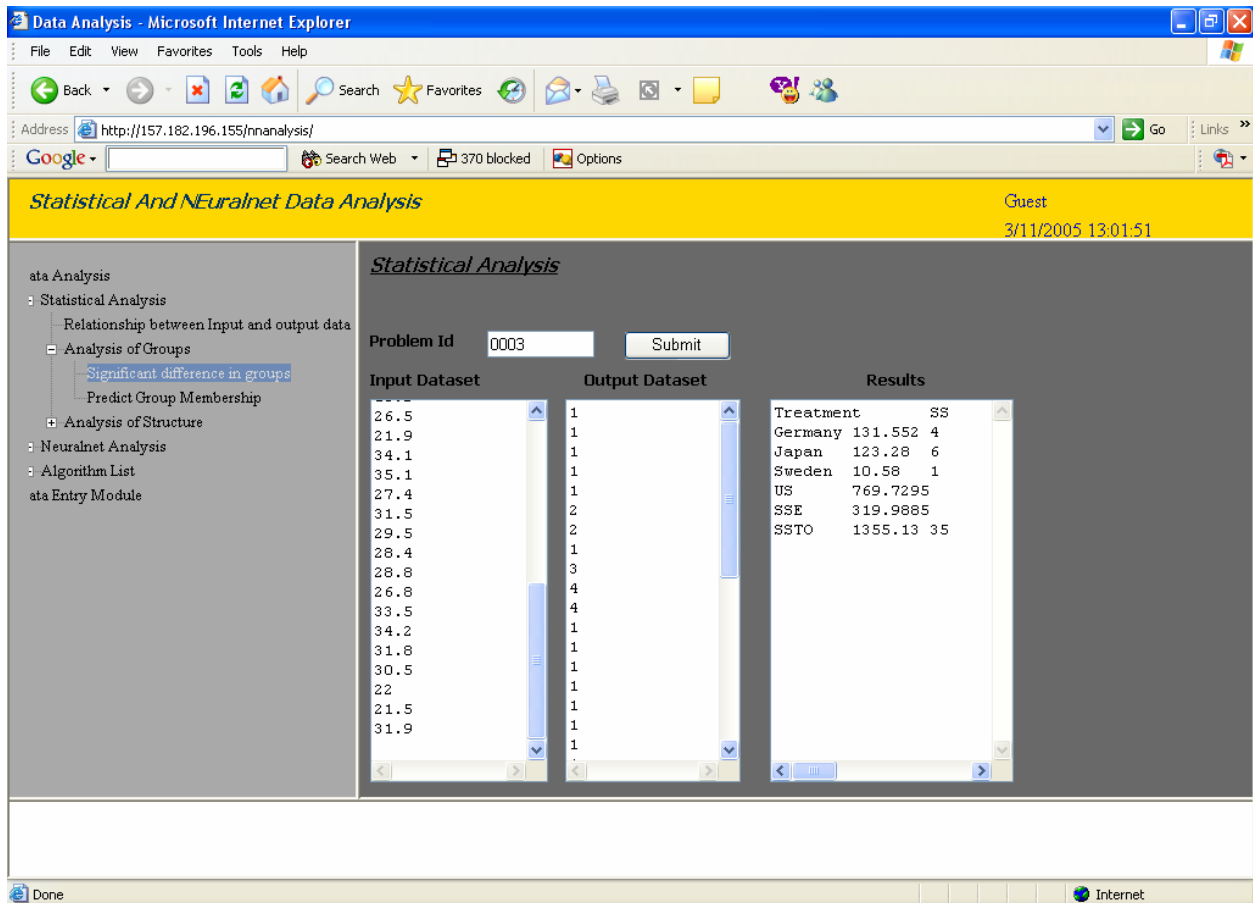 Data Analysis - Microsoft Internet Explorer
File Edit View Favorites Tools Help
Back Search Favorites
Address http://157.182.196.155/nnanalysis/ Go Links »
Google Search Web 370 blocked Options
Statistical And NEuralnet Data Analysis
Guest
3/11/2005 13:01:51
ata Analysis
Statistical Analysis
Relationship between Input and output data
Analysis of Groups
Significant difference in groups
Predict Group Membership
Analysis of Structure
Neuralnet Analysis
Algorithm List
ata Entry Module
Statistical Analysis
Problem Id 0003 Submit
Input Dataset
26.5
21.9
34.1
35.1
27.4
31.5
29.5
28.4
28.8
26.8
33.5
34.2
31.8
30.5
22
21.5
31.9
Output Dataset
1
1
1
1
1
2
2
1
3
4
4
1
1
1
1
1
1
1
Results
Treatment SS
Germany 131.552 4
Japan 123.28 6
Sweden 10.58 1
US 769.7295
SSE 319.9885
SSTO 1355.13 35
Done
Internet